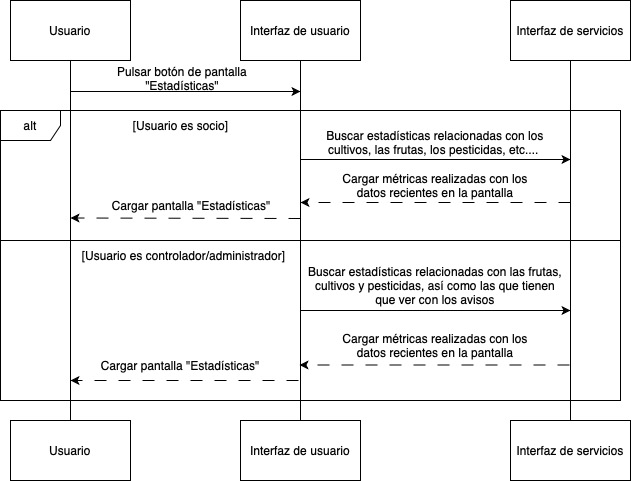 Usuario
Interfaz de usuario
Interfaz de servicios
Pulsar botón de pantalla
"Estadísticas"
alt
[Usuario es socio]
Buscar estadísticas relacionadas con los
cultivos, las frutas, los pesticidas, etc....
Cargar métricas realizadas con los
datos recientes en la pantalla
Cargar pantalla "Estadísticas"
[Usuario es controlador/administrador]
Buscar estadísticas relacionadas con las frutas,
cultivos y pesticidas, así como las que tienen
que ver con los avisos
Cargar métricas realizadas con los
datos recientes en la pantalla
Cargar pantalla "Estadísticas"
Usuario
Interfaz de usuario
Interfaz de servicios